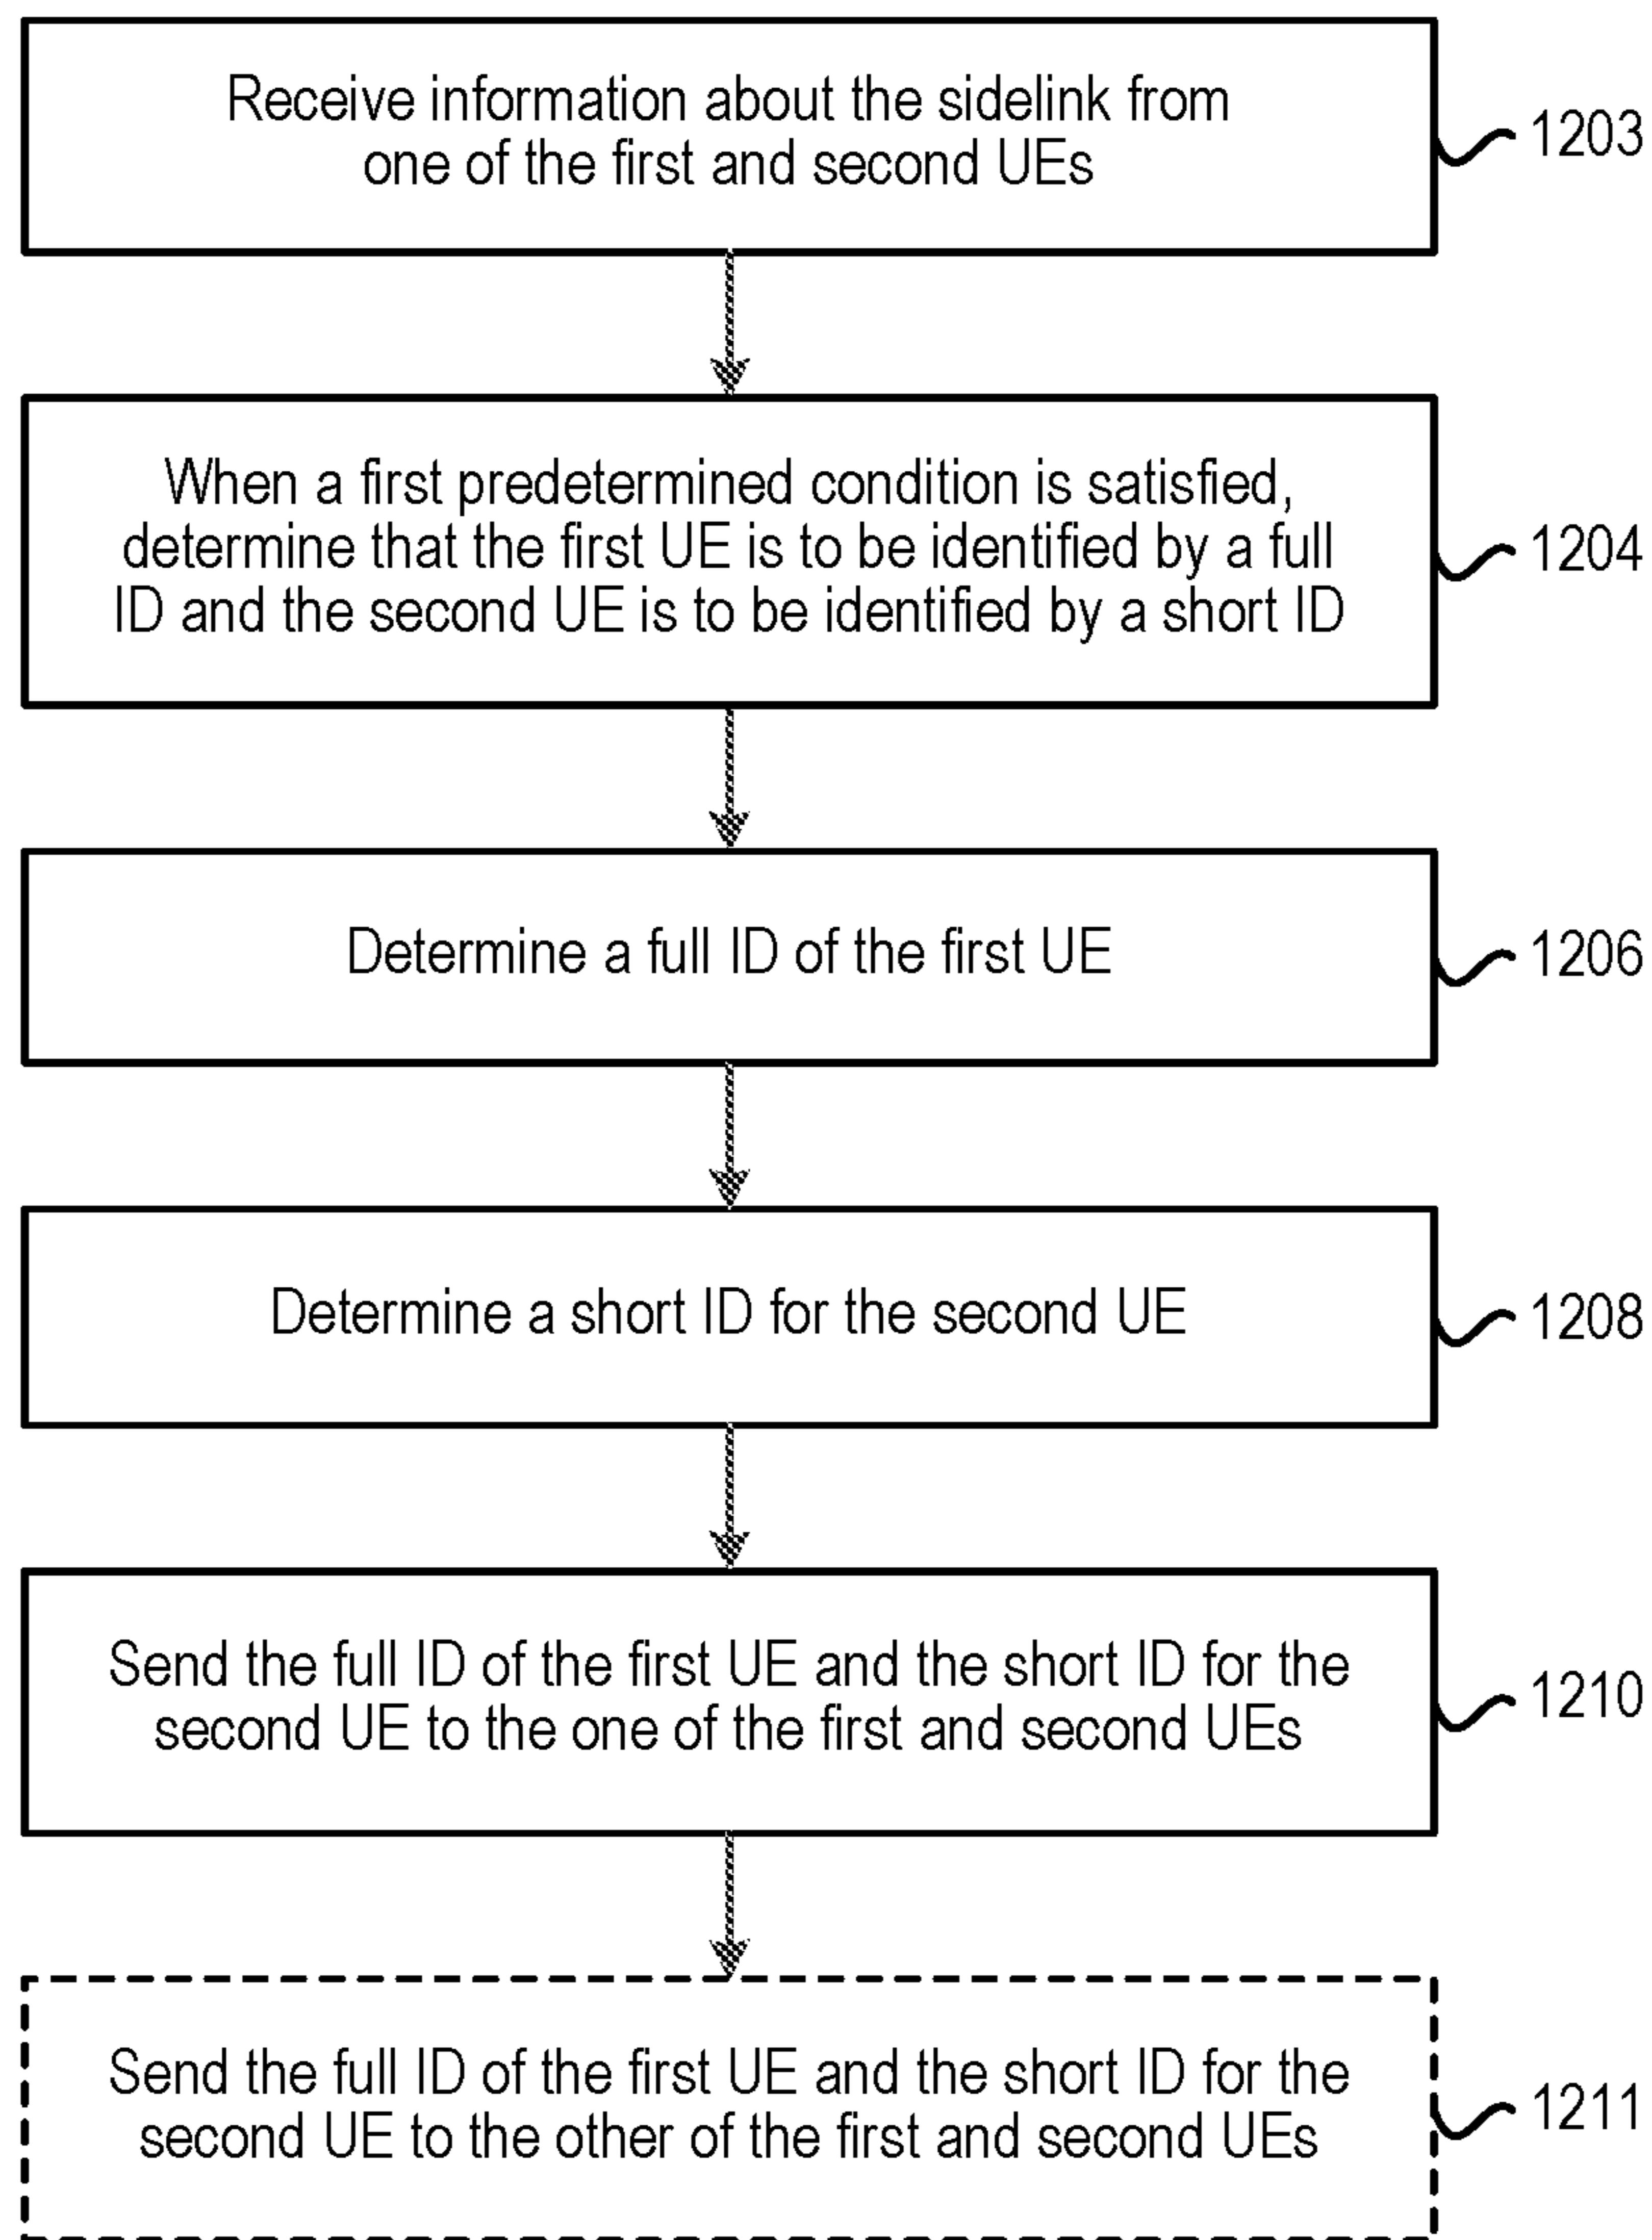 Receive information about the sidelink from
one of the first and second UEs
1203
When a first predetermined condition is satisfied,
determine that the first UE is to be identified by a full
ID and the second UE is to be identified by a short ID
1204
Determine a full ID of the first UE
1206
Determine a short ID for the second UE
1208
Send the full ID of the first UE and the short ID for the
second UE to the one of the first and second UEs
1210
Send the full ID of the first UE and the short ID for the
second UE to the other of the first and second UEs
1211